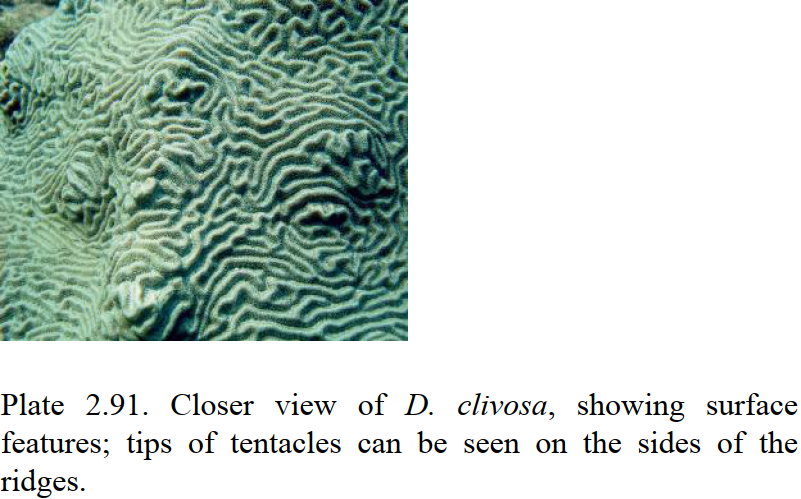 Plate 2.91. Closer view of D. clivosa, showing surface
features; tips of tentacles can be seen on the sides of the
ridges.